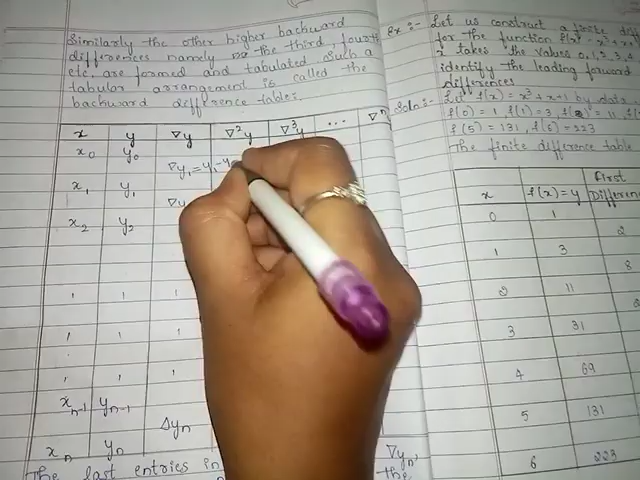 Similarly the other higher backward
differences namely the third, fourth
etc. are formed and tabulated, such a
tabular arrangement is called the
backward difference table.
x y ∇y ∇²y ∇³y ... ∇ⁿ
x₀ y₀
∇y₁ = y₁ - y
x₁ y₁
∇y
x₂ y₂
x n-1 y n-1
Δyn
xn yn
The last entries in ∇yn,
the
Ex :- Let us construct a finite
for the function f(x) = x³ + x
x takes the values 0, 1, 2, 3,
identify the leading forward
differences
Soln:- Let f(x) = x³ + x + 1 by data,
f(0) = 1, f(1) = 3, = 11,
f(5) = 131, f(6) = 223
The finite difference table
x f(x) = y First
Difference
0 1
2
1 3
8
2 11
2
3 31
4 69
5 131
6 223